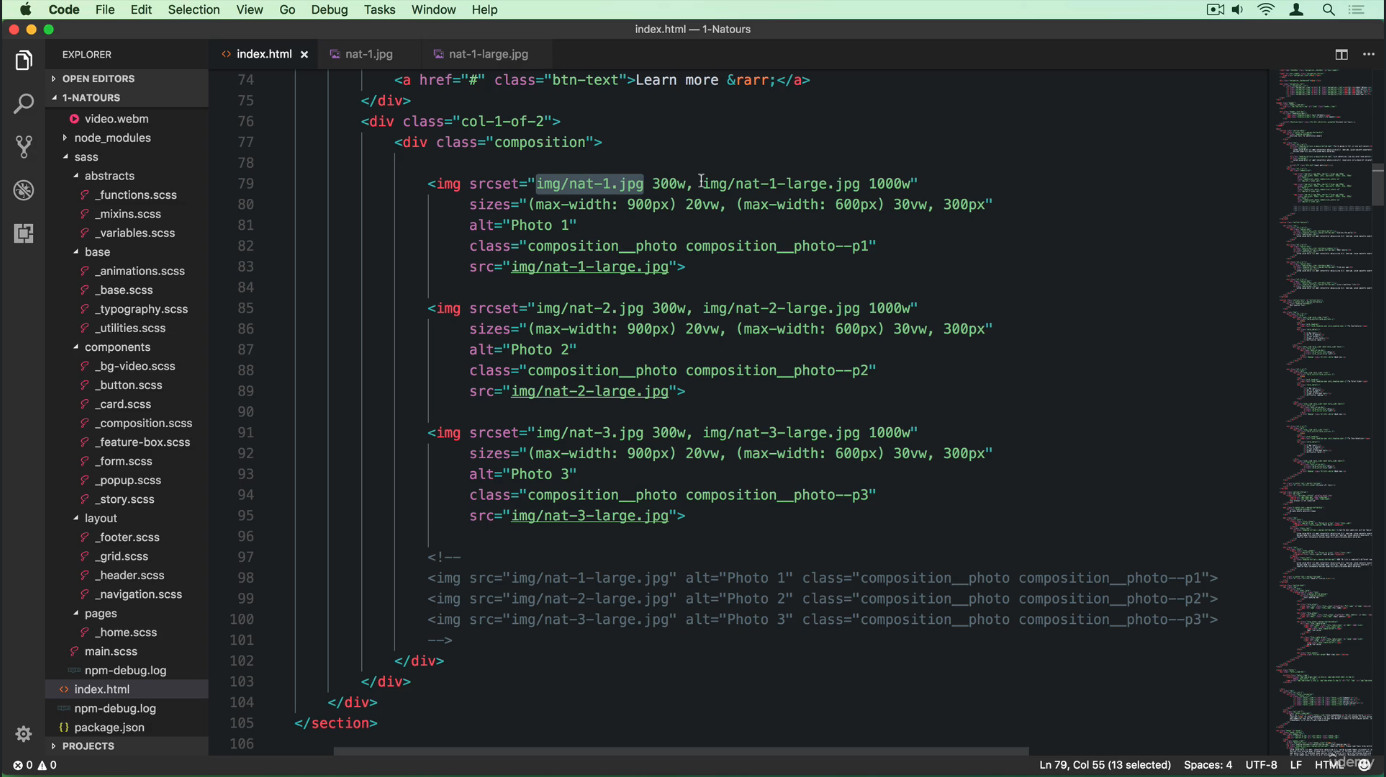 Code File Edit Selection View Go Debug Tasks Window Help
index.html — 1-Natours
EXPLORER
index.html
nat-1.jpg
nat-1-large.jpg
OPEN EDITORS
1-NATOURS
video.webm
node_modules
sass
abstracts
_functions.scss
_mixins.scss
_variables.scss
base
_animations.scss
_base.scss
_typography.scss
_utilities.scss
components
_bg-video.scss
_button.scss
_card.scss
_composition.scss
_feature-box.scss
_form.scss
_popup.scss
_story.scss
layout
_footer.scss
_grid.scss
_header.scss
_navigation.scss
pages
_home.scss
main.scss
npm-debug.log
index.html
npm-debug.log
package.json
PROJECTS
74 <a href="#" class="btn-text">Learn more &rarr;</a>
75 </div>
76 <div class="col-1-of-2">
77 <div class="composition">
78
79 <img srcset="img/nat-1.jpg 300w, img/nat-1-large.jpg 1000w"
80 sizes="(max-width: 900px) 20vw, (max-width: 600px) 30vw, 300px"
81 alt="Photo 1"
82 class="composition__photo composition__photo--p1"
83 src="img/nat-1-large.jpg">
84
85 <img srcset="img/nat-2.jpg 300w, img/nat-2-large.jpg 1000w"
86 sizes="(max-width: 900px) 20vw, (max-width: 600px) 30vw, 300px"
87 alt="Photo 2"
88 class="composition__photo composition__photo--p2"
89 src="img/nat-2-large.jpg">
90
91 <img srcset="img/nat-3.jpg 300w, img/nat-3-large.jpg 1000w"
92 sizes="(max-width: 900px) 20vw, (max-width: 600px) 30vw, 300px"
93 alt="Photo 3"
94 class="composition__photo composition__photo--p3"
95 src="img/nat-3-large.jpg">
96
97 <!--
98 <img src="img/nat-1-large.jpg" alt="Photo 1" class="composition__photo composition__photo--p1">
99 <img src="img/nat-2-large.jpg" alt="Photo 2" class="composition__photo composition__photo--p2">
100 <img src="img/nat-3-large.jpg" alt="Photo 3" class="composition__photo composition__photo--p3">
101 -->
102 </div>
103 </div>
104 </div>
105 </section>
106
0 0
Ln 79, Col 55 (13 selected) Spaces: 4 UTF-8 LF HTML
udemy